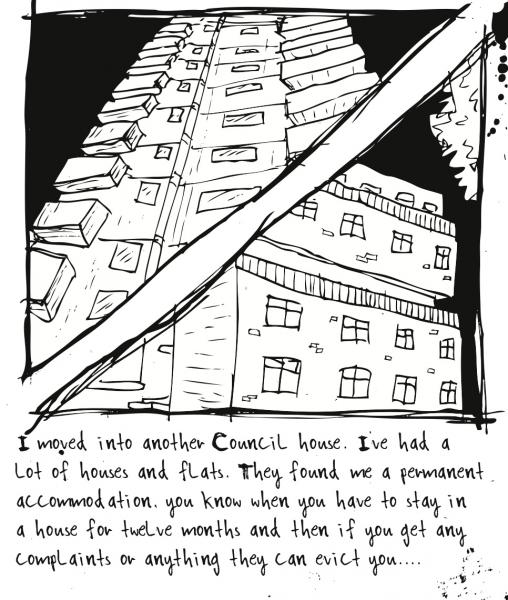 I moved into another Council house. I've had a
Lot of houses and flats. They found me a permanent
accommodation. you know when you have to stay in
a house for twelve months and then if you get any
complaints or anything they can evict you....